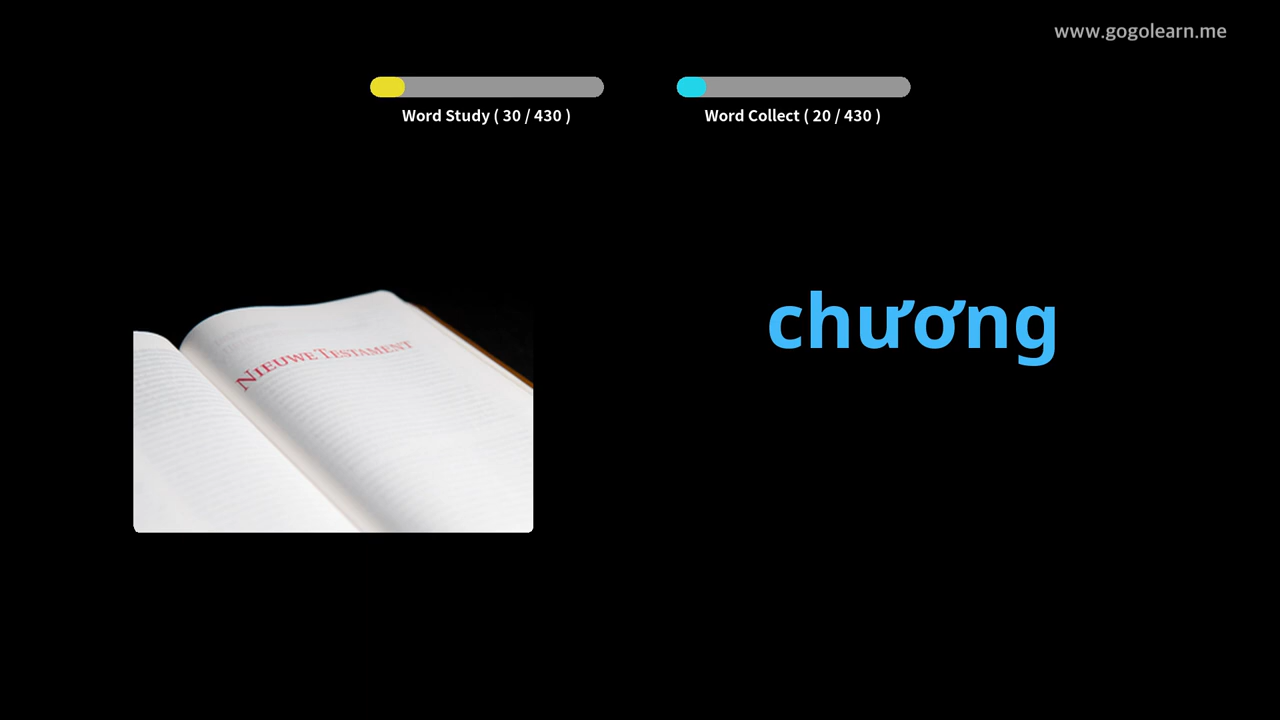 www.gogolearn.me
Word Study ( 30 / 430 )
Word Collect ( 20 / 430 )
NIEUWE TESTAMENT
chương